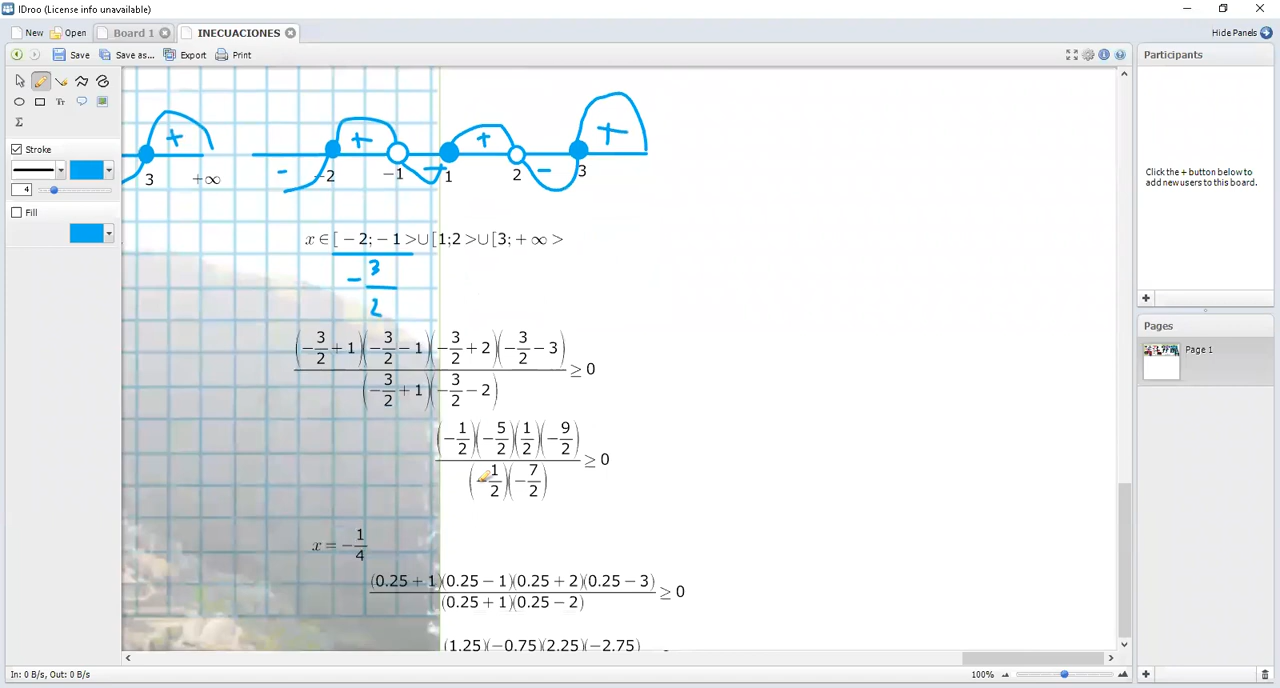 IDroo (License info unavailable)
New Open Board 1 INECUACIONES Hide Panels
Save Save as... Export Print
Participants
Click the + button below to
add new users to this board.
Pages
Page 1
Stroke
4
Fill
Tr
Σ
+ + + +
- - -
3 +∞ -2 -1 1 2 3
x ∈ [ - 2; - 1 > ∪ [1;2 > ∪ [3; + ∞ >
- 3/2
((-3/2 + 1)(-3/2 - 1)(-3/2 + 2)(-3/2 - 3))/((-3/2 + 1)(-3/2 - 2)) ≥ 0
((-1/2)(-5/2)(1/2)(-9/2))/((-1/2)(-7/2)) ≥ 0
x = -1/4
((0.25 + 1)(0.25 - 1)(0.25 + 2)(0.25 - 3))/((0.25 + 1)(0.25 - 2)) ≥ 0
(1.25)(-0.75)(2.25)(-2.75)
In: 0 B/s, Out: 0 B/s 100%